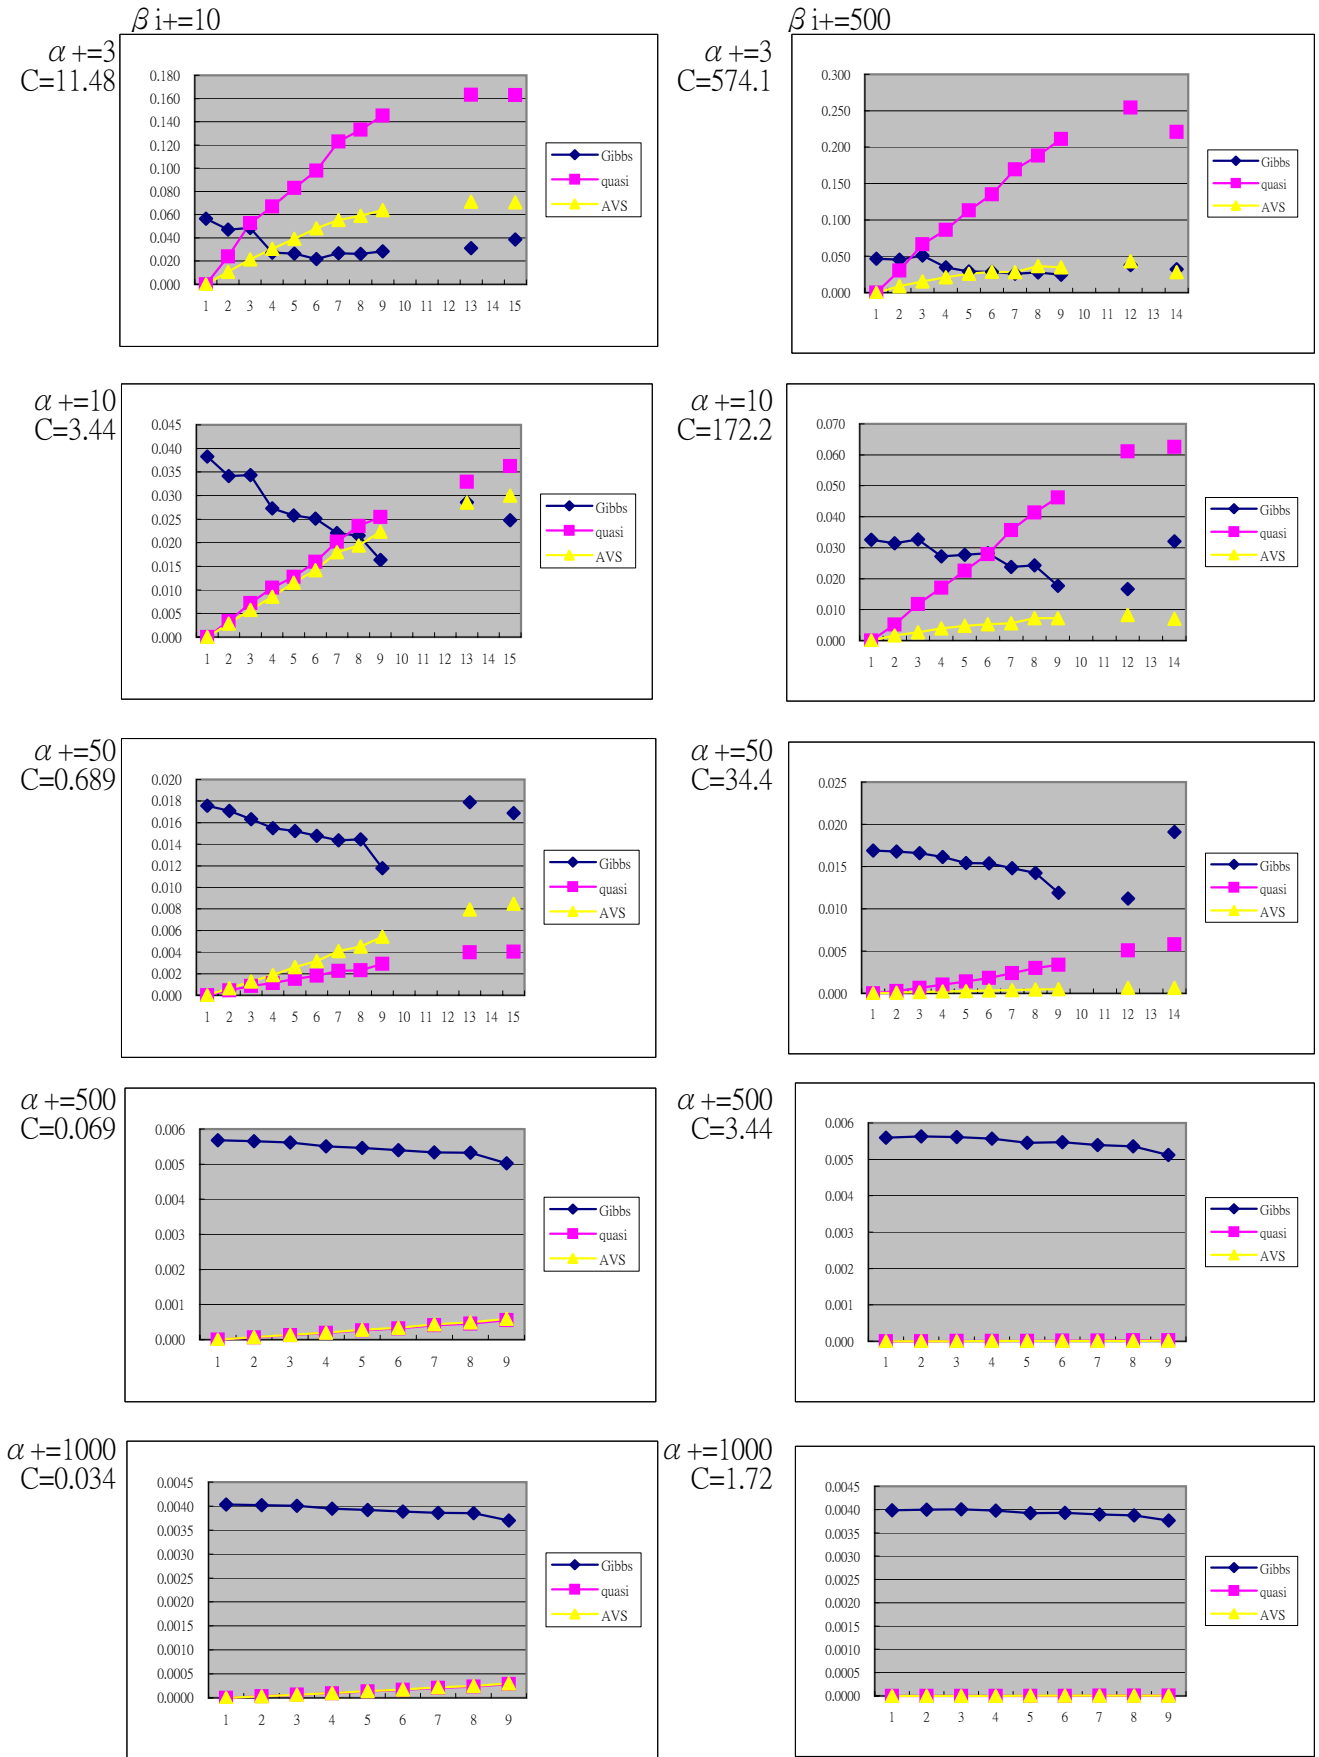 β i+=10
α +=3
C=11.48
0.180
0.160
0.140
0.120
0.100
0.080
0.060
0.040
0.020
0.000
1 2 3 4 5 6 7 8 9 10 11 12 13 14 15
Gibbs
quasi
AVS
β i+=500
α +=3
C=574.1
0.300
0.250
0.200
0.150
0.100
0.050
0.000
1 2 3 4 5 6 7 8 9 10 11 12 13 14
Gibbs
quasi
AVS
α +=10
C=3.44
0.045
0.040
0.035
0.030
0.025
0.020
0.015
0.010
0.005
0.000
1 2 3 4 5 6 7 8 9 10 11 12 13 14 15
Gibbs
quasi
AVS
α +=10
C=172.2
0.070
0.060
0.050
0.040
0.030
0.020
0.010
0.000
1 2 3 4 5 6 7 8 9 10 11 12 13 14
Gibbs
quasi
AVS
α +=50
C=0.689
0.020
0.018
0.016
0.014
0.012
0.010
0.008
0.006
0.004
0.002
0.000
1 2 3 4 5 6 7 8 9 10 11 12 13 14 15
Gibbs
quasi
AVS
α +=50
C=34.4
0.025
0.020
0.015
0.010
0.005
0.000
1 2 3 4 5 6 7 8 9 10 11 12 13 14
Gibbs
quasi
AVS
α +=500
C=0.069
0.006
0.005
0.004
0.003
0.002
0.001
0.000
1 2 3 4 5 6 7 8 9
Gibbs
quasi
AVS
α +=500
C=3.44
0.006
0.005
0.004
0.003
0.002
0.001
0.000
1 2 3 4 5 6 7 8 9
Gibbs
quasi
AVS
α +=1000
C=0.034
0.0045
0.0040
0.0035
0.0030
0.0025
0.0020
0.0015
0.0010
0.0005
0.0000
1 2 3 4 5 6 7 8 9
Gibbs
quasi
AVS
α +=1000
C=1.72
0.0045
0.0040
0.0035
0.0030
0.0025
0.0020
0.0015
0.0010
0.0005
0.0000
1 2 3 4 5 6 7 8 9
Gibbs
quasi
AVS